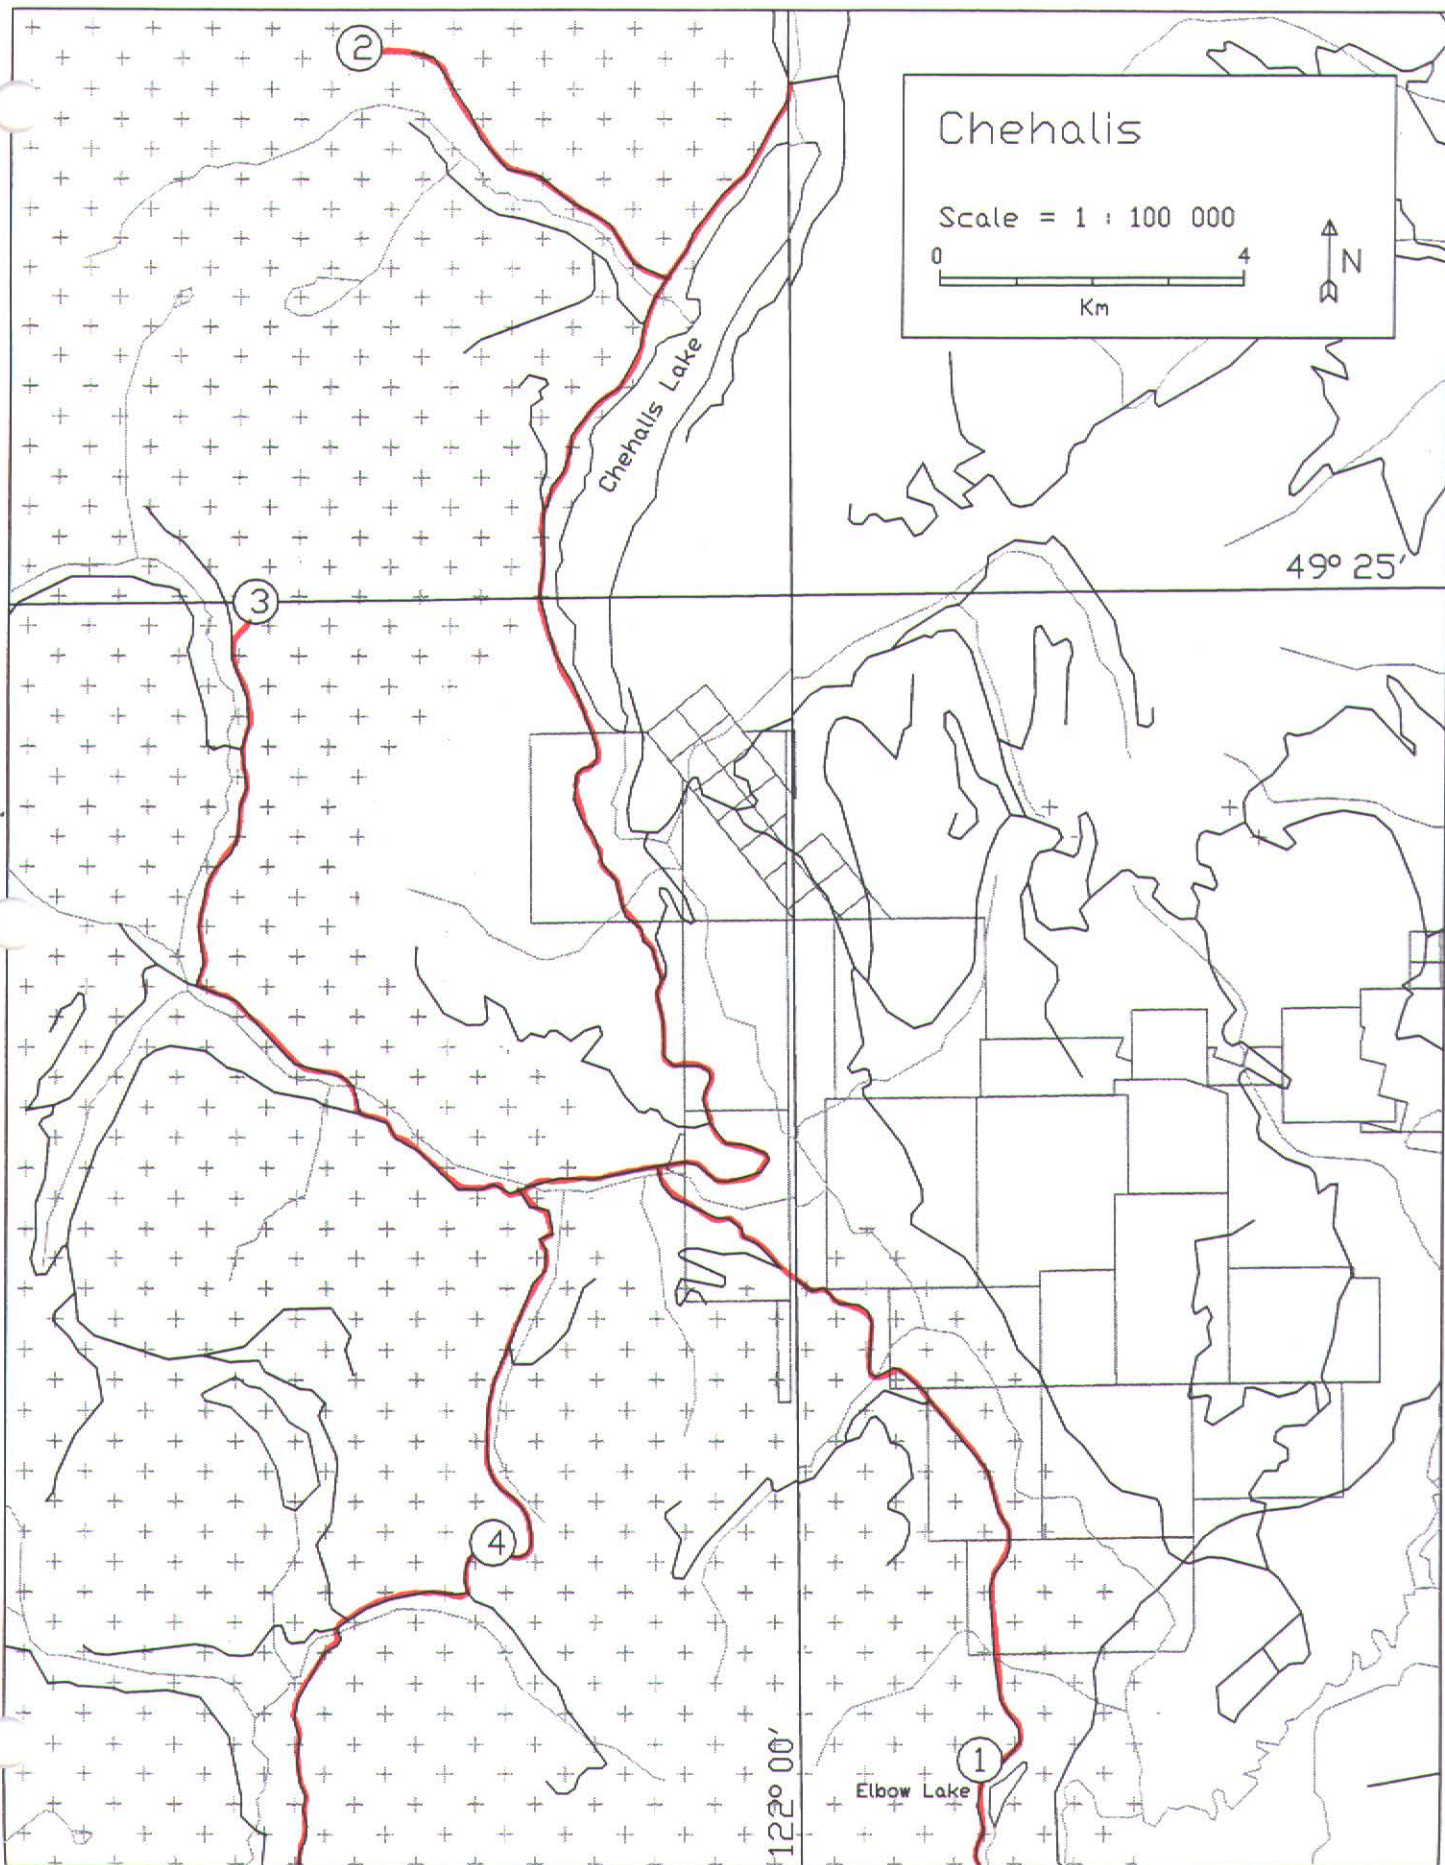 2
Chehalis
Scale = 1 : 100 000
0 4
N
Km
Chehalis Lake
49° 25'
3
4
1
Elbow Lake
122° 00'